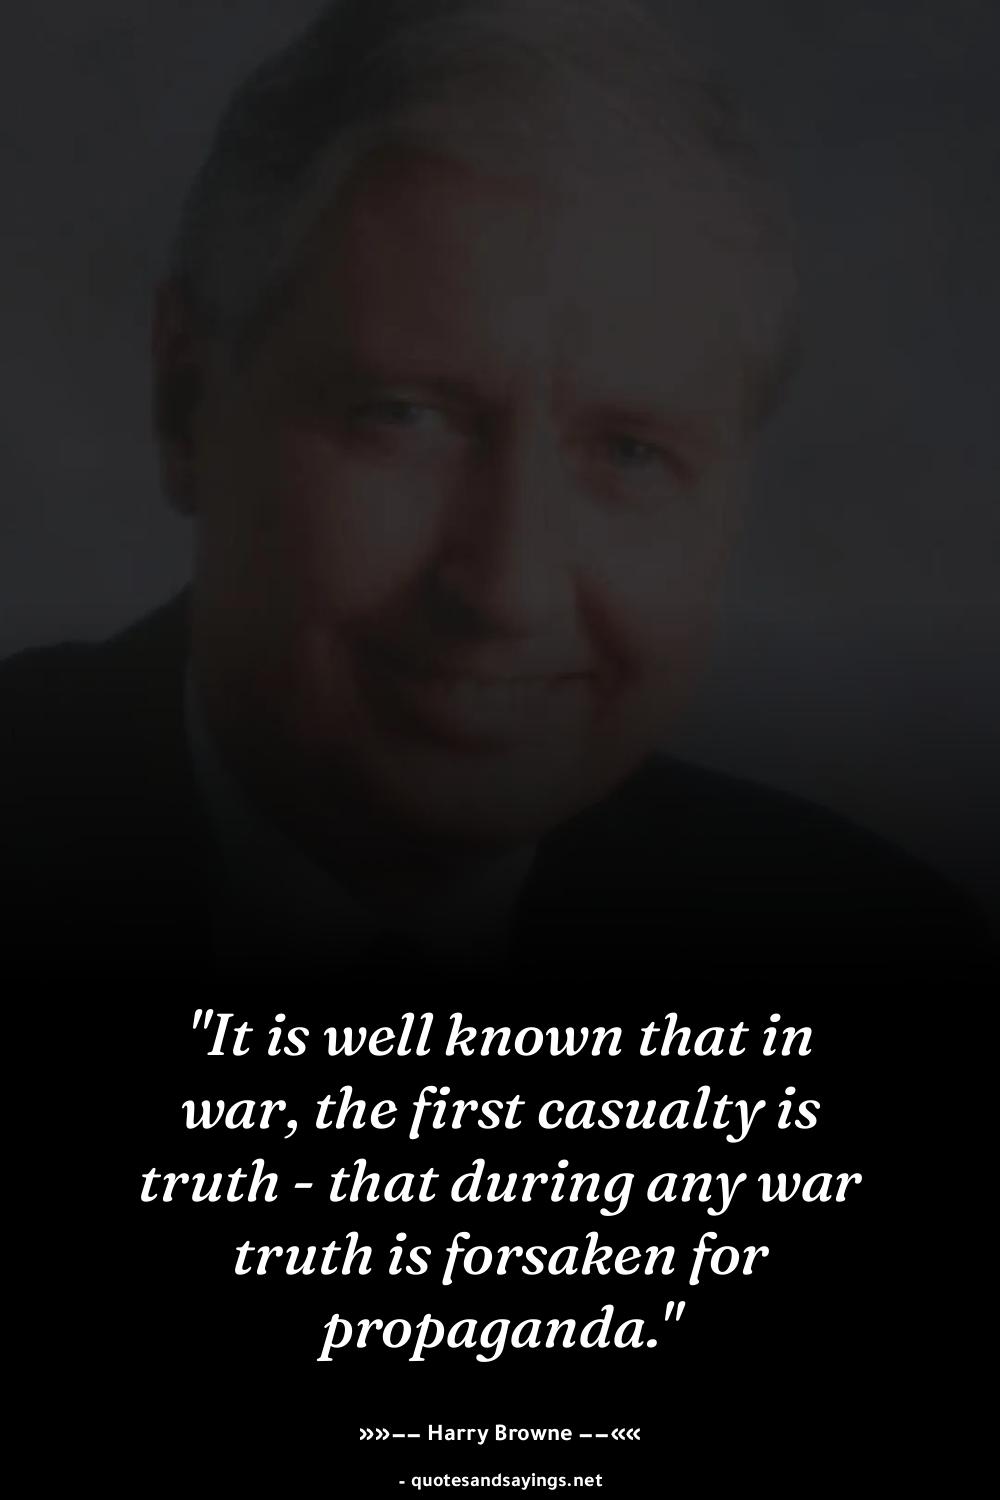 "It is well known that in
war, the first casualty is
truth - that during any war
truth is forsaken for
propaganda."
»»−− Harry Browne −−««
- quotesandsayings.net